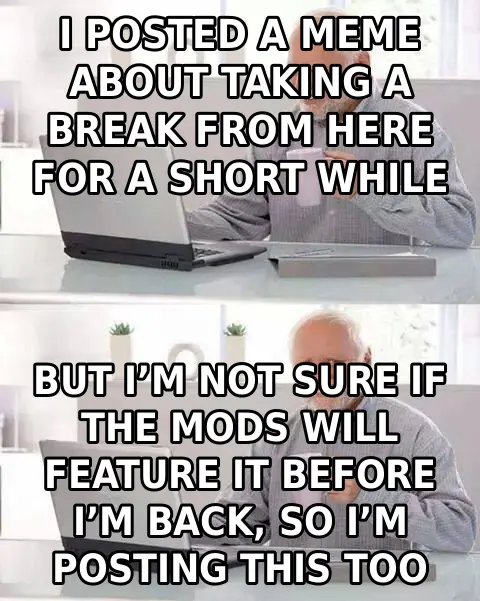 I POSTED A MEME
ABOUT TAKING A
BREAK FROM HERE
FOR A SHORT WHILE
BUT I'M NOT SURE IF
THE MODS WILL
FEATURE IT BEFORE
I'M BACK, SO I'M
POSTING THIS TOO